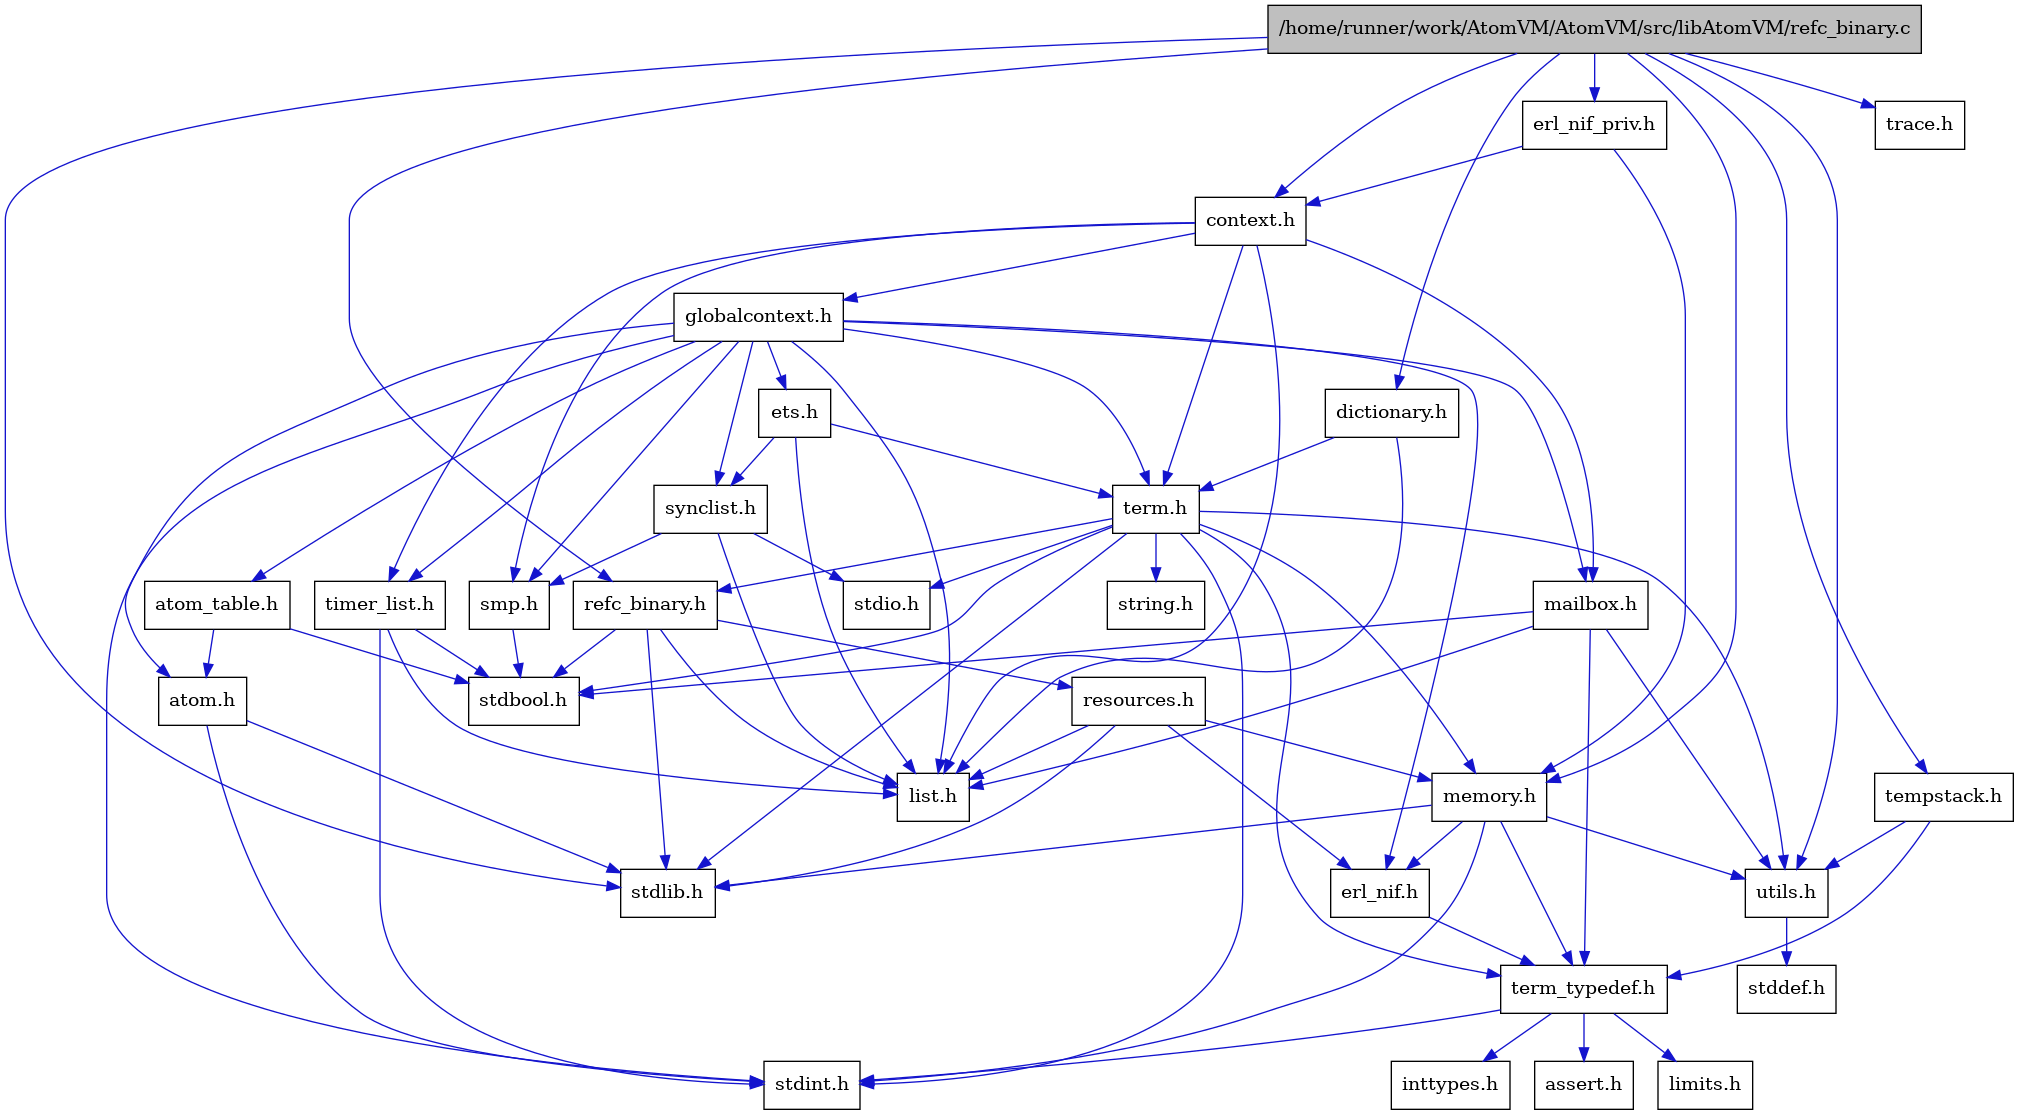 /home/runner/work/AtomVM/AtomVM/src/libAtomVM/refc_binary.c
erl_nif_priv.h
trace.h
context.h
globalcontext.h
ets.h
dictionary.h
synclist.h
term.h
atom_table.h
timer_list.h
smp.h
refc_binary.h
stdio.h
string.h
mailbox.h
atom.h
stdbool.h
resources.h
list.h
memory.h
tempstack.h
stdlib.h
erl_nif.h
utils.h
term_typedef.h
stddef.h
stdint.h
inttypes.h
assert.h
limits.h